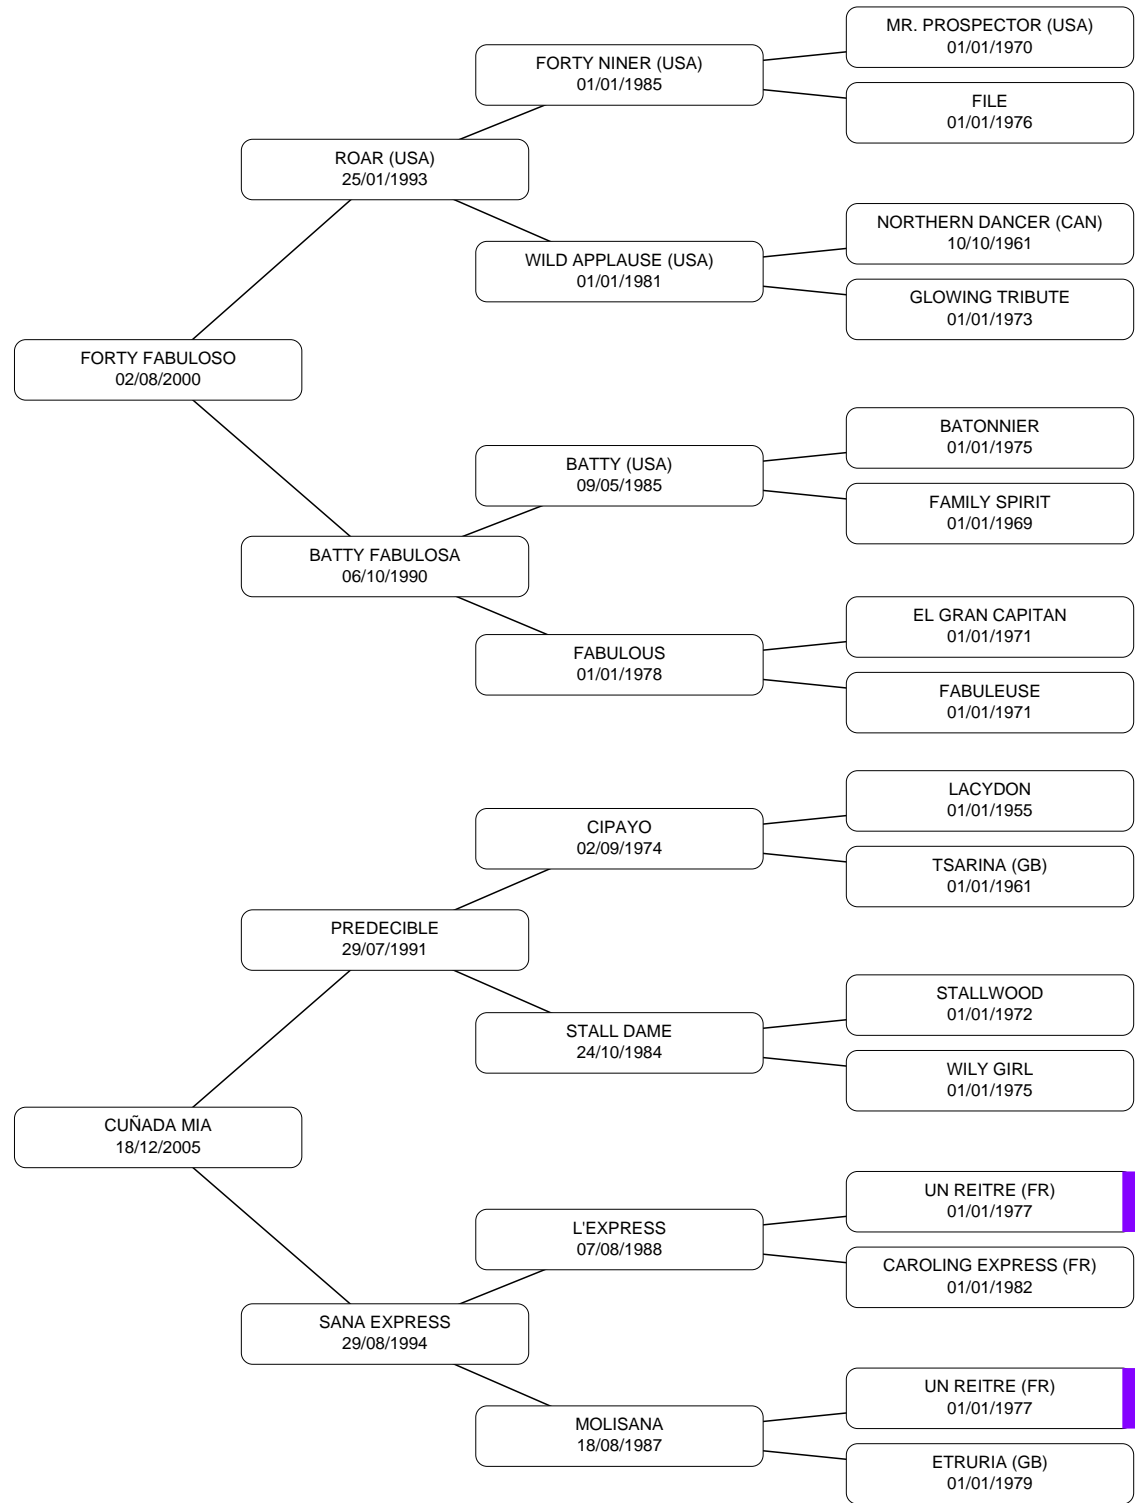 MR. PROSPECTOR (USA)
01/01/1970
FORTY NINER (USA)
01/01/1985
FILE
01/01/1976
ROAR (USA)
25/01/1993
NORTHERN DANCER (CAN)
10/10/1961
WILD APPLAUSE (USA)
01/01/1981
GLOWING TRIBUTE
01/01/1973
FORTY FABULOSO
02/08/2000
BATONNIER
01/01/1975
BATTY (USA)
09/05/1985
FAMILY SPIRIT
01/01/1969
BATTY FABULOSA
06/10/1990
EL GRAN CAPITAN
01/01/1971
FABULOUS
01/01/1978
FABULEUSE
01/01/1971
LACYDON
01/01/1955
CIPAYO
02/09/1974
TSARINA (GB)
01/01/1961
PREDECIBLE
29/07/1991
STALLWOOD
01/01/1972
STALL DAME
24/10/1984
WILY GIRL
01/01/1975
CUÑADA MIA
18/12/2005
UN REITRE (FR)
01/01/1977
L'EXPRESS
07/08/1988
CAROLING EXPRESS (FR)
01/01/1982
SANA EXPRESS
29/08/1994
UN REITRE (FR)
01/01/1977
MOLISANA
18/08/1987
ETRURIA (GB)
01/01/1979